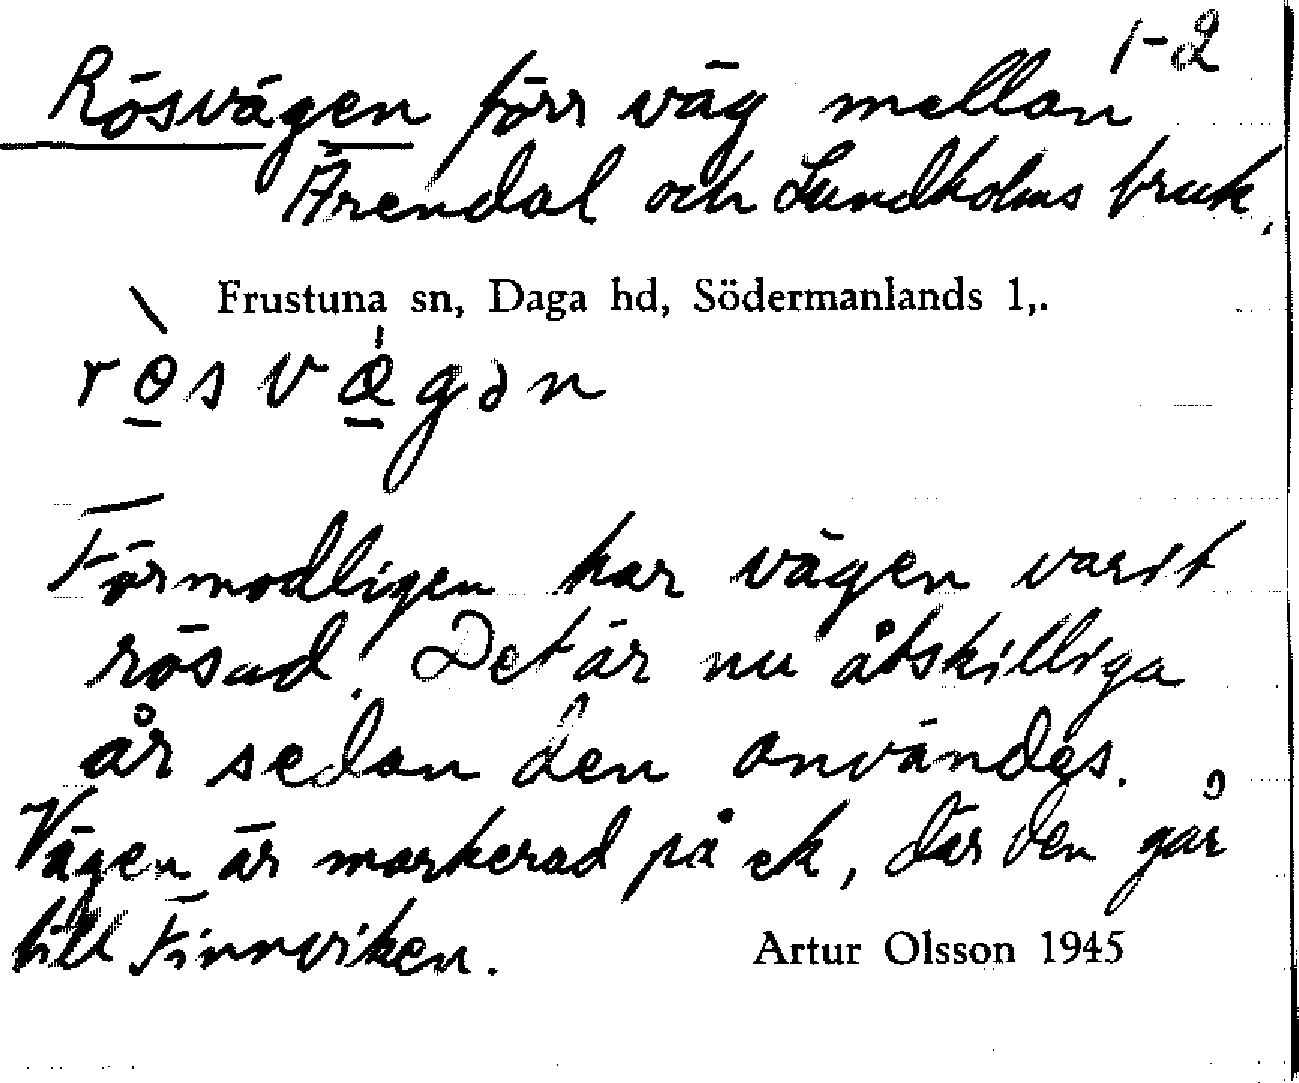 1-2
Rösvägen förr väg mellan
Ärendal och Lundholms bruk.
Frustuna sn, Daga hd, Södermanlands l,.
rösvägən
Förmodligen har vägen varit
rösad. Det är nu åtskilliga
år sedan den användes.
Vägen är markerad på ek, där den går
till Finnviken.
Artur Olsson 1945